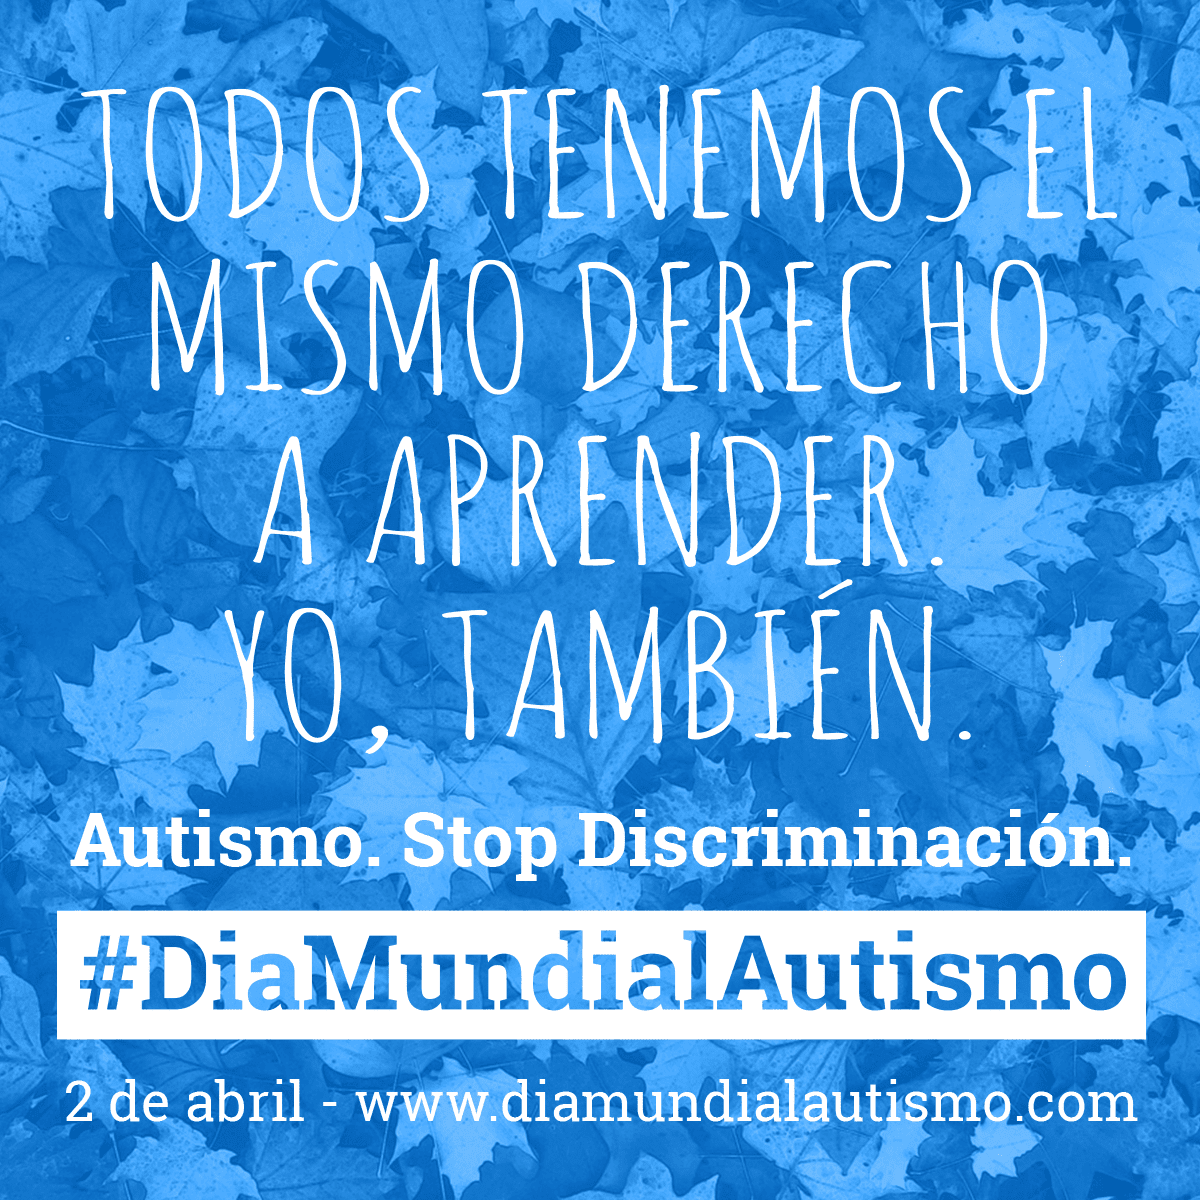 TODOS TENEMOS EL
MISMO DERECHO
A APRENDER.
YO, TAMBIÉN.
Autismo. Stop Discriminación.
#DiaMundialAutismo
2 de abril - www.diamundialautismo.com